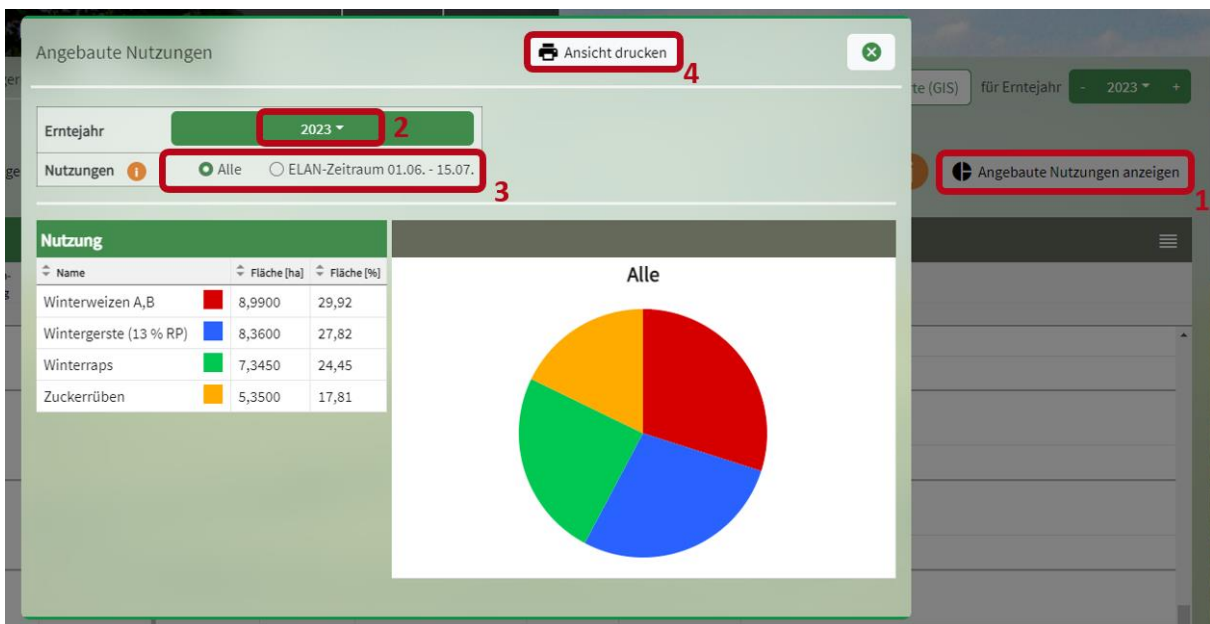 Angebaute Nutzungen
Ansicht drucken
4
(GIS)
für Erntejahr
- 2023 +
Erntejahr
2023
2
Nutzungen i Alle ELAN-Zeitraum 01.06. - 15.07.
3
Angebaute Nutzungen anzeigen
1
Nutzung
Name Fläche [ha] Fläche [%]
Winterweizen A,B 8,9900 29,92
Wintergerste (13 % RP) 8,3600 27,82
Winterraps 7,3450 24,45
Zuckerrüben 5,3500 17,81
Alle